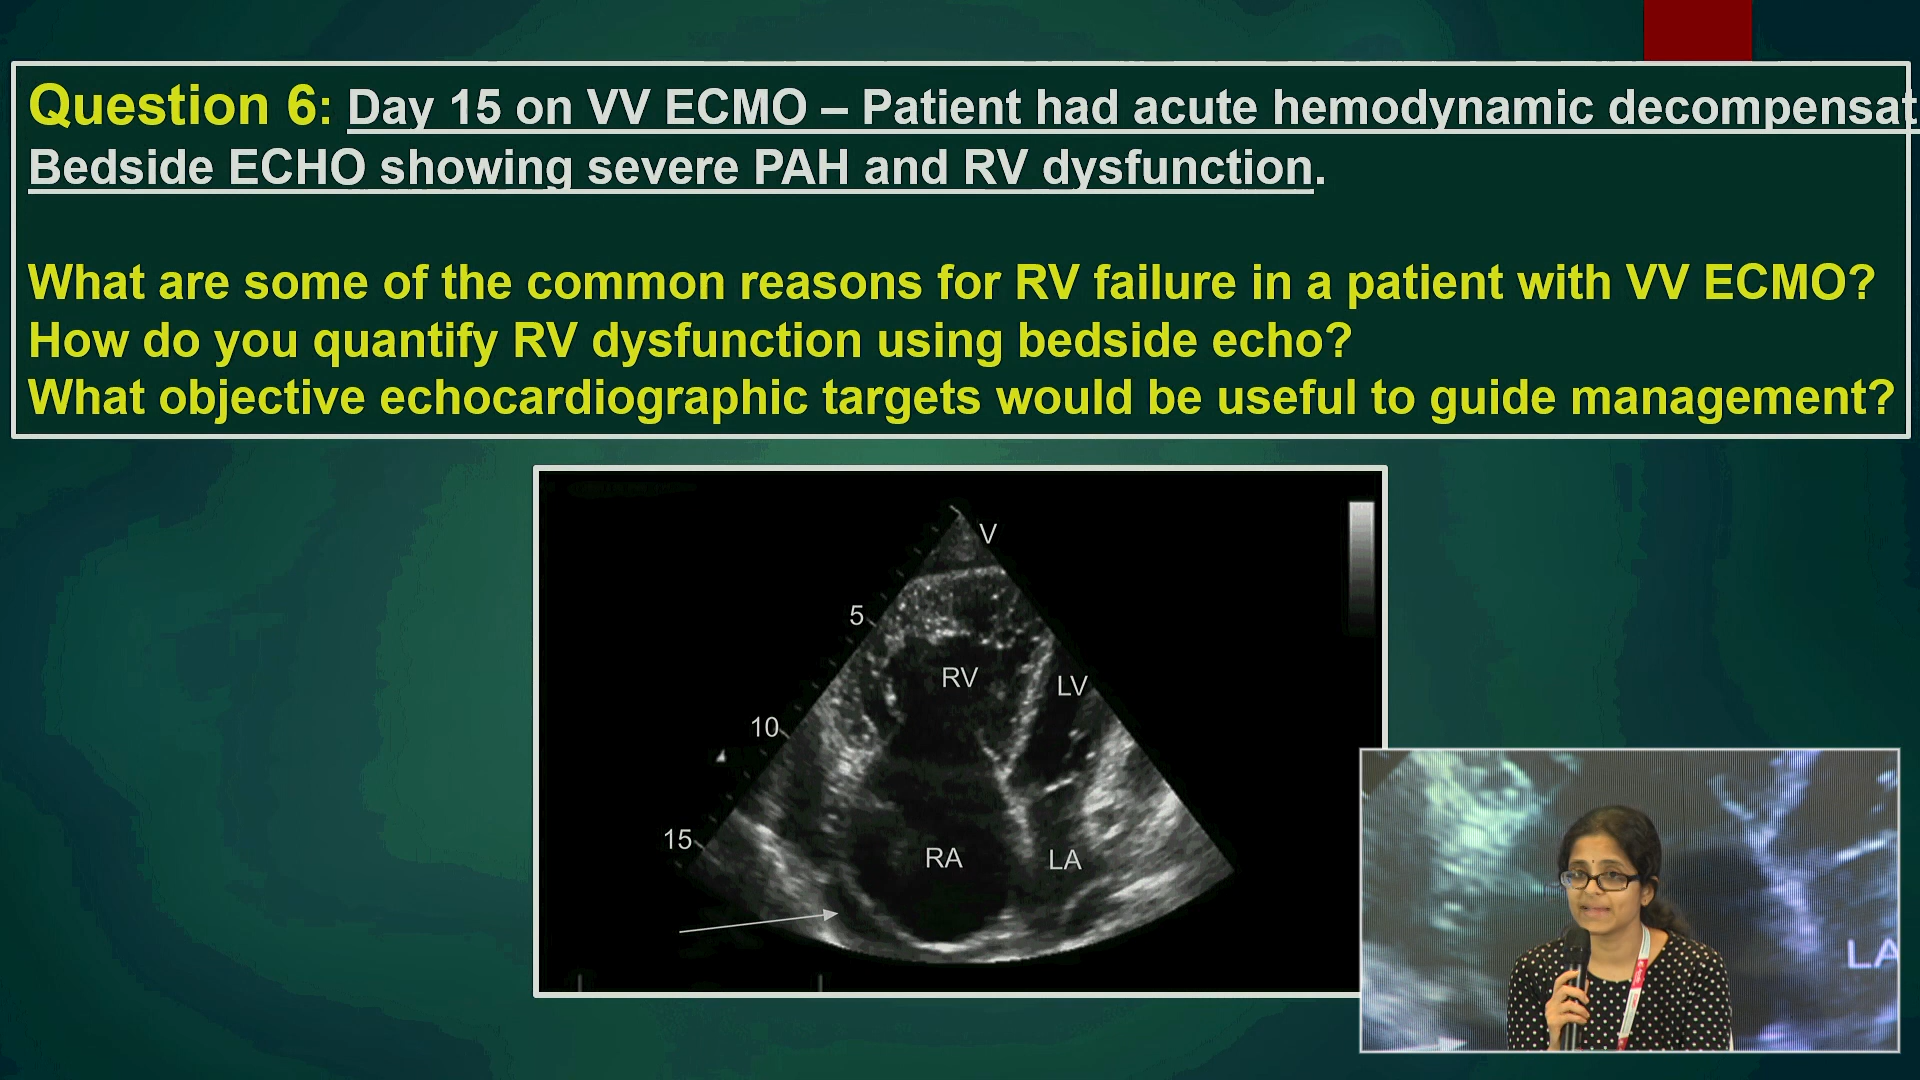 Question 6: Day 15 on VV ECMO – Patient had acute hemodynamic decompensat
Bedside ECHO showing severe PAH and RV dysfunction.
What are some of the common reasons for RV failure in a patient with VV ECMO?
How do you quantify RV dysfunction using bedside echo?
What objective echocardiographic targets would be useful to guide management?
V
5
RV
LV
10
15
RA
LA
LA